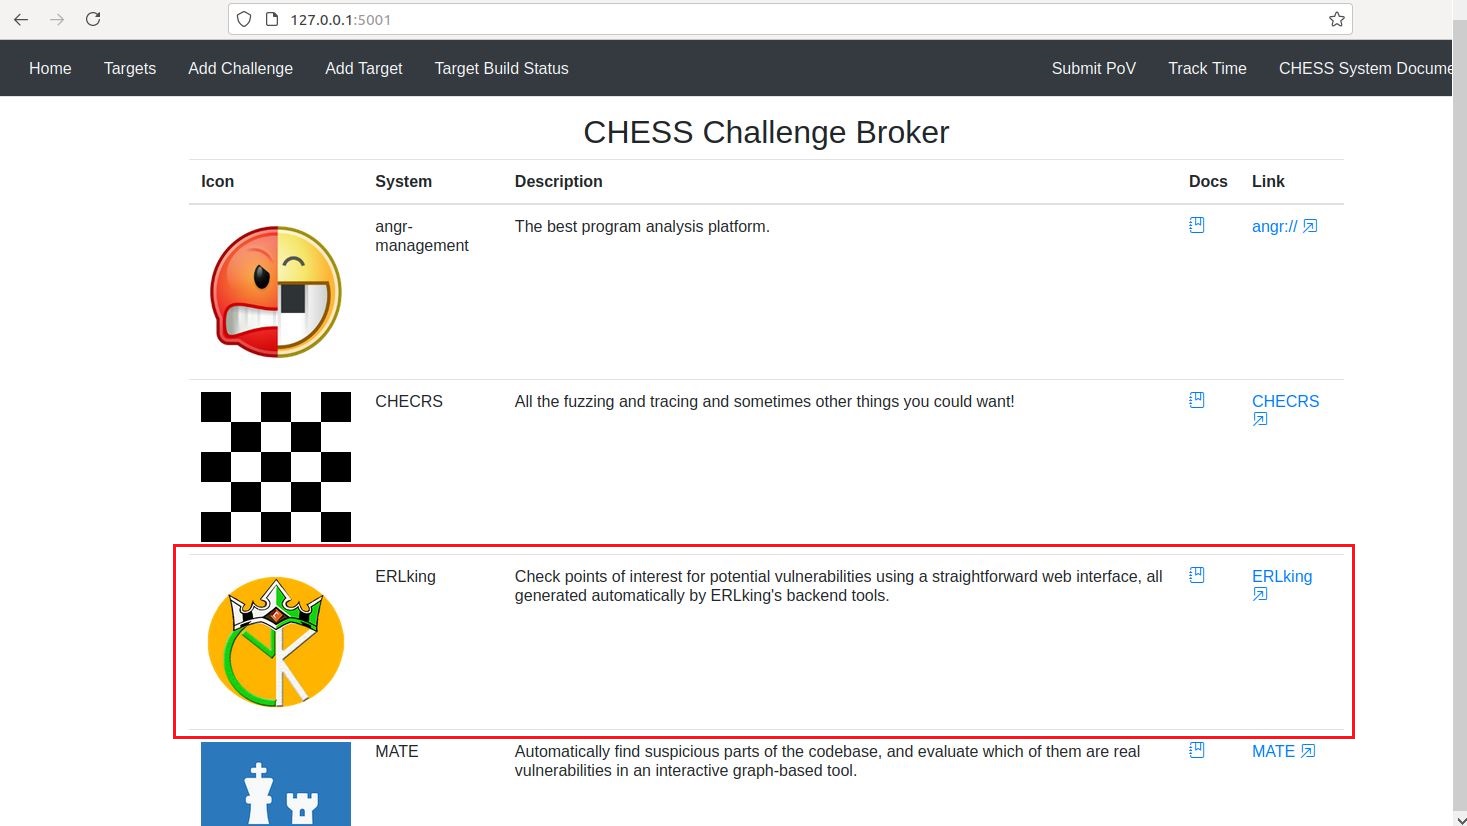 127.0.0.1:5001
Home Targets Add Challenge Add Target Target Build Status Submit PoV Track Time CHESS System Docume
CHESS Challenge Broker
Icon System Description Docs Link
angr- The best program analysis platform. angr://
management
CHECRS All the fuzzing and tracing and sometimes other things you could want! CHECRS
ERLking Check points of interest for potential vulnerabilities using a straightforward web interface, all ERLking
generated automatically by ERLking's backend tools.
MATE Automatically find suspicious parts of the codebase, and evaluate which of them are real MATE
vulnerabilities in an interactive graph-based tool.